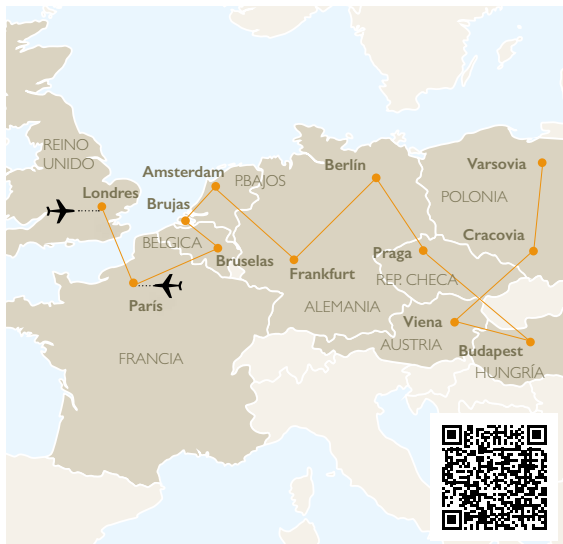 REINO
UNIDO
Londres
Amsterdam
P.BAJOS
Brujas
BELGICA
Bruselas
París
FRANCIA
Berlín
Frankfurt
ALEMANIA
Varsovia
POLONIA
Cracovia
Praga
REP. CHECA
Viena
AUSTRIA
Budapest
HUNGRÍA